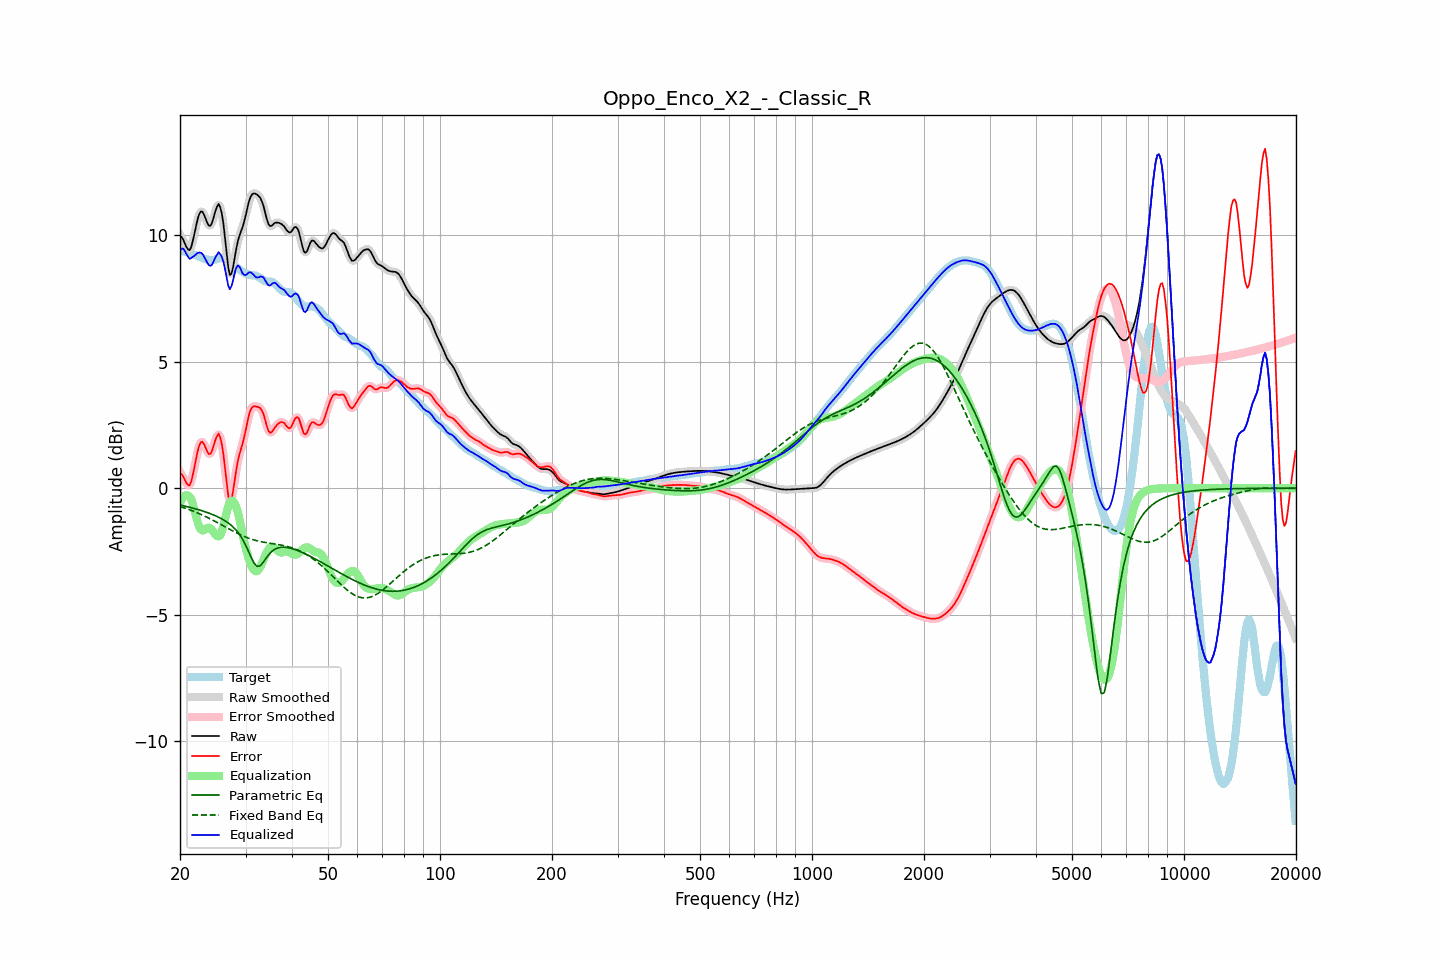 Oppo_Enco_X2_-_Classic_R
Amplitude (dBr)
10
5
0
−5
−10
Target
Raw Smoothed
Error Smoothed
Raw
Error
Equalization
Parametric Eq
Fixed Band Eq
Equalized
20
50
100
200
500
1000
2000
5000
10000
20000
Frequency (Hz)